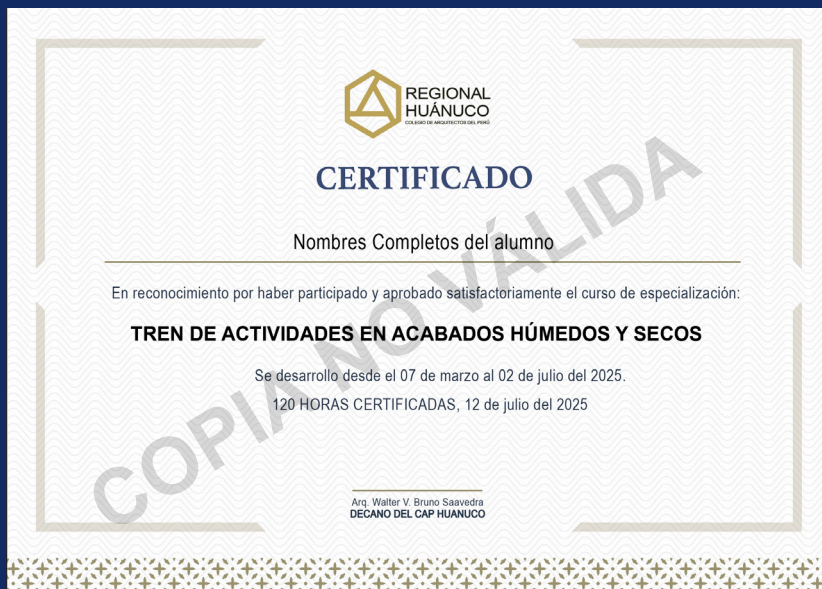 REGIONAL
HUÁNUCO
COLEGIO DE ARQUITECTOS DEL PERÚ
CERTIFICADO
Nombres Completos del alumno
En reconocimiento por haber participado y aprobado satisfactoriamente el curso de especialización:
TREN DE ACTIVIDADES EN ACABADOS HÚMEDOS Y SECOS
Se desarrollo desde el 07 de marzo al 02 de julio del 2025.
120 HORAS CERTIFICADAS, 12 de julio del 2025
COPIA NO VÁLIDA
Arq. Walter V. Bruno Saavedra
DECANO DEL CAP HUANUCO